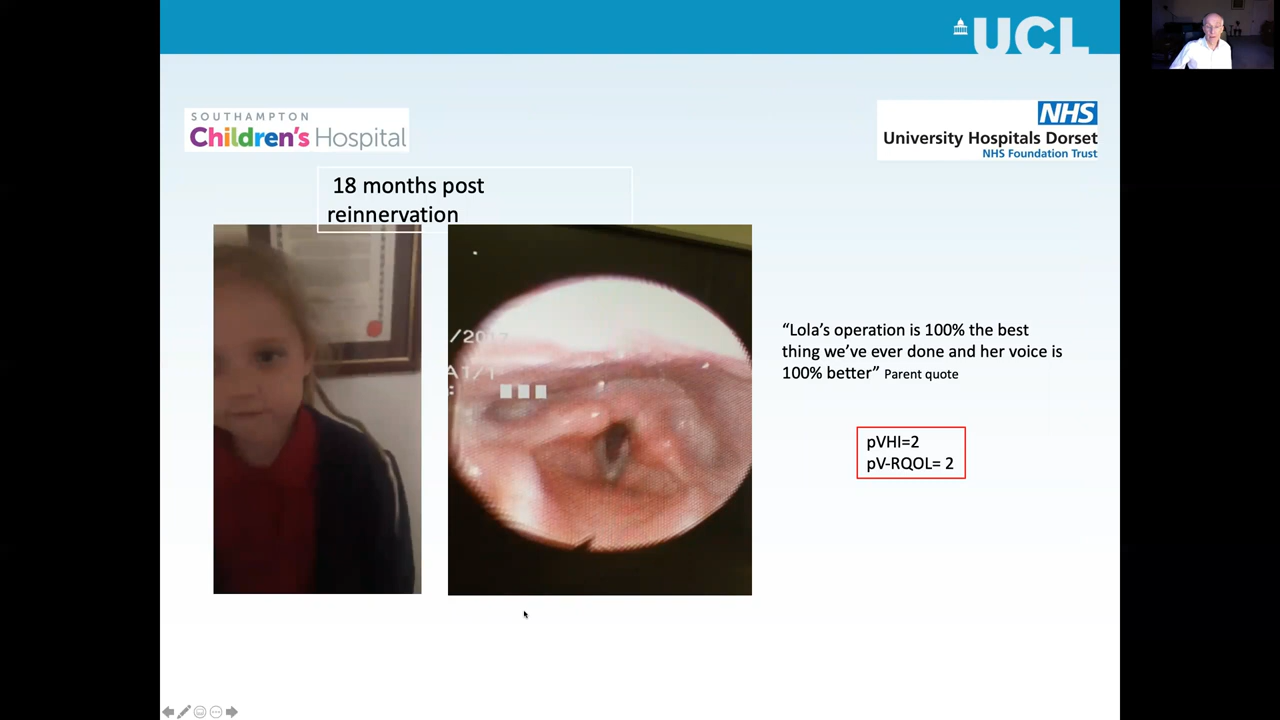 UCL
SOUTHAMPTON
Children's Hospital
NHS
University Hospitals Dorset
NHS Foundation Trust
18 months post
reinnervation
“Lola’s operation is 100% the best
thing we’ve ever done and her voice is
100% better” Parent quote
pVHI=2
pV-RQOL= 2